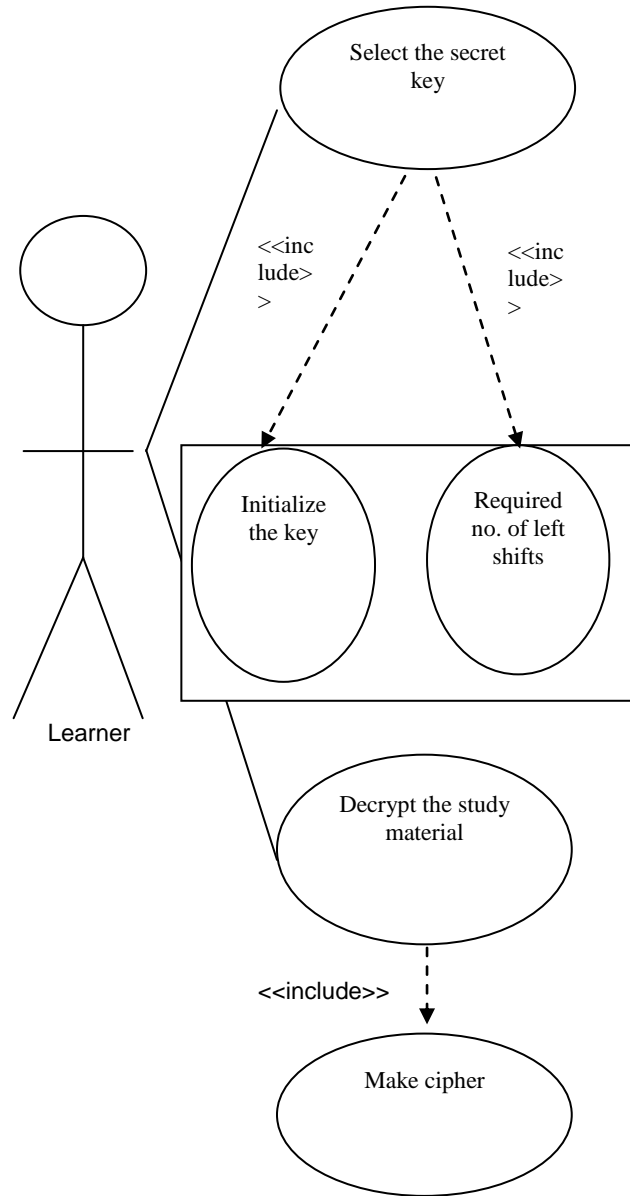 Select the secret
key
<<inc
lude>
>
<<inc
lude>
>
Initialize
the key
Required
no. of left
shifts
Learner
Decrypt the study
material
<<include>>
Make cipher